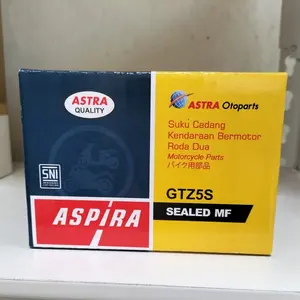 ASTRA
QUALITY
SNI
ASPIRA
ASTRA Otoparts
Suku Cadang
Kendaraan Bermotor
Roda Dua
Motorcycle Parts
バイク用部品
GTZ5S
SEALED MF